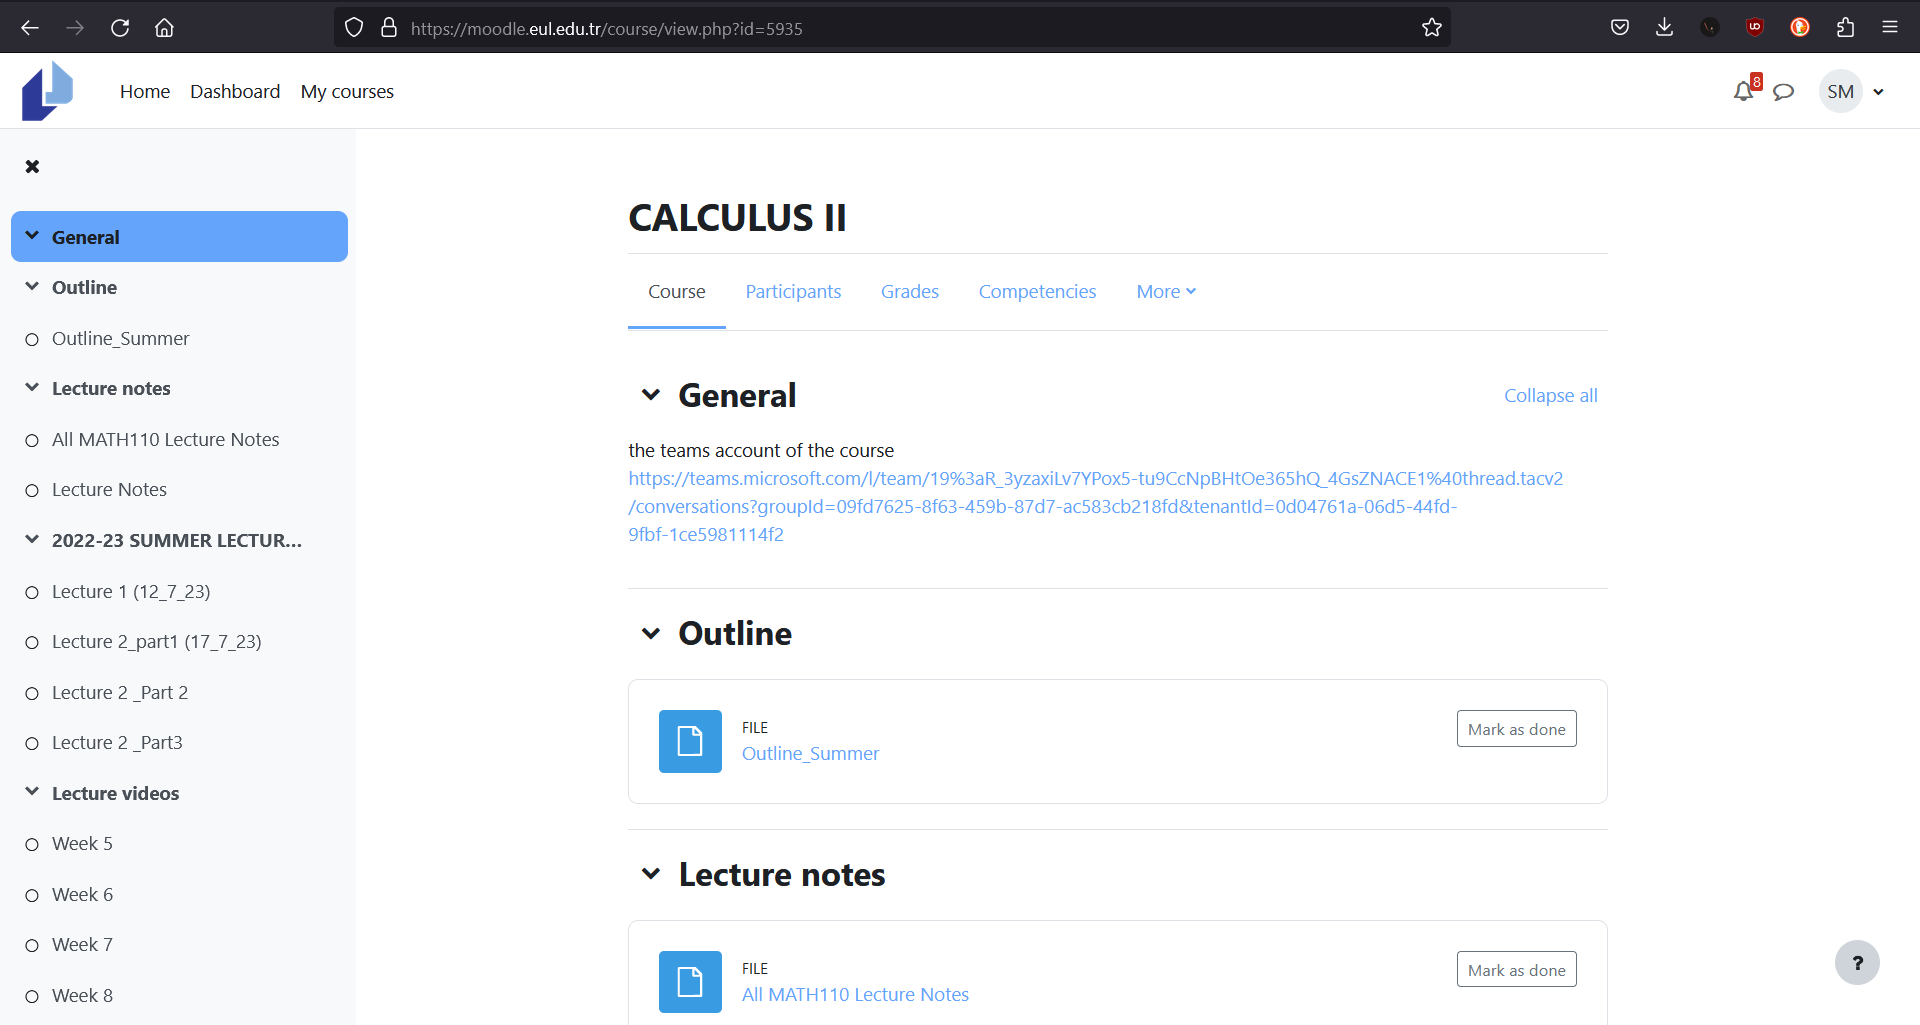 https://moodle.eul.edu.tr/course/view.php?id=5935
Home Dashboard My courses
8
SM
General
Outline
Outline_Summer
Lecture notes
All MATH110 Lecture Notes
Lecture Notes
2022-23 SUMMER LECTUR...
Lecture 1 (12_7_23)
Lecture 2_part1 (17_7_23)
Lecture 2 _Part 2
Lecture 2 _Part3
Lecture videos
Week 5
Week 6
Week 7
Week 8
CALCULUS II
Course Participants Grades Competencies More
General
Collapse all
the teams account of the course
https://teams.microsoft.com/l/team/19%3aR_3yzaxiLv7YPox5-tu9CcNpBHtOe365hQ_4GsZNACE1%40thread.tacv2
/conversations?groupId=09fd7625-8f63-459b-87d7-ac583cb218fd&tenantId=0d04761a-06d5-44fd-
9fbf-1ce5981114f2
Outline
FILE
Outline_Summer
Mark as done
Lecture notes
FILE
All MATH110 Lecture Notes
Mark as done
?